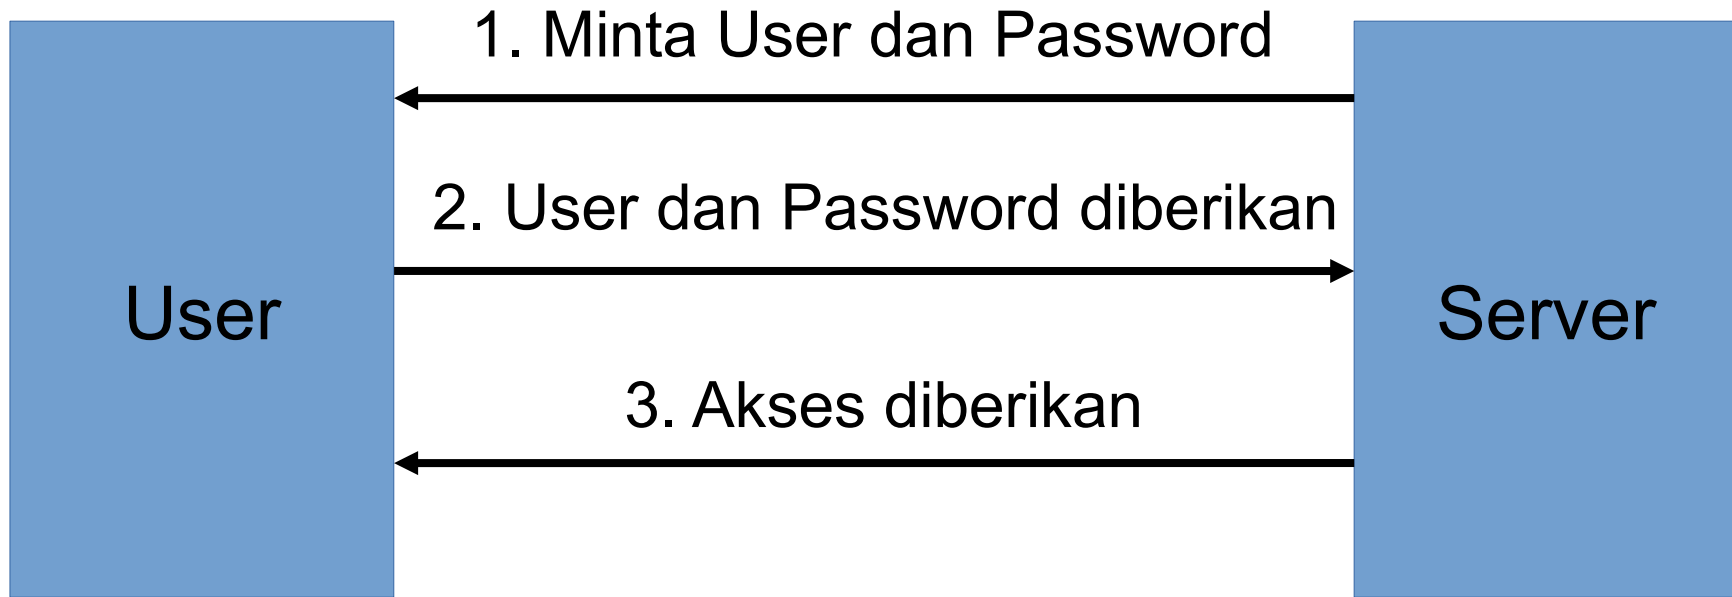 1. Minta User dan Password
2. User dan Password diberikan
User
Server
3. Akses diberikan